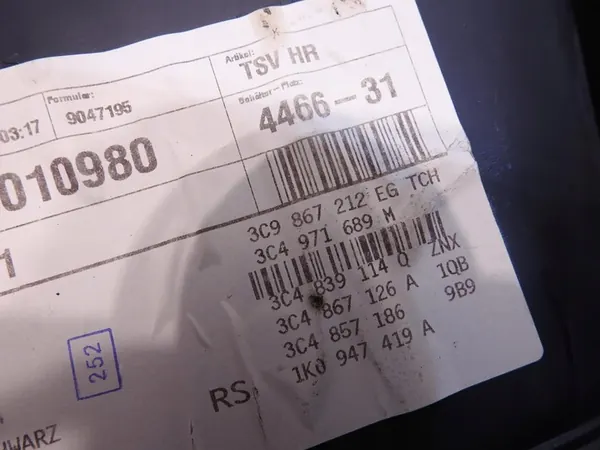 Artikel:
TSV HR
Formular:
9047195
03:17
Behälter-Platz:
4466-31
010980
1
3C9 867 212 EG TCH
3C4 971 689 M
3C4 839 114 Q ZNX
3C4 867 126 A 1QB
3C4 857 186 9B9
1K0 947 419 A
252
RS